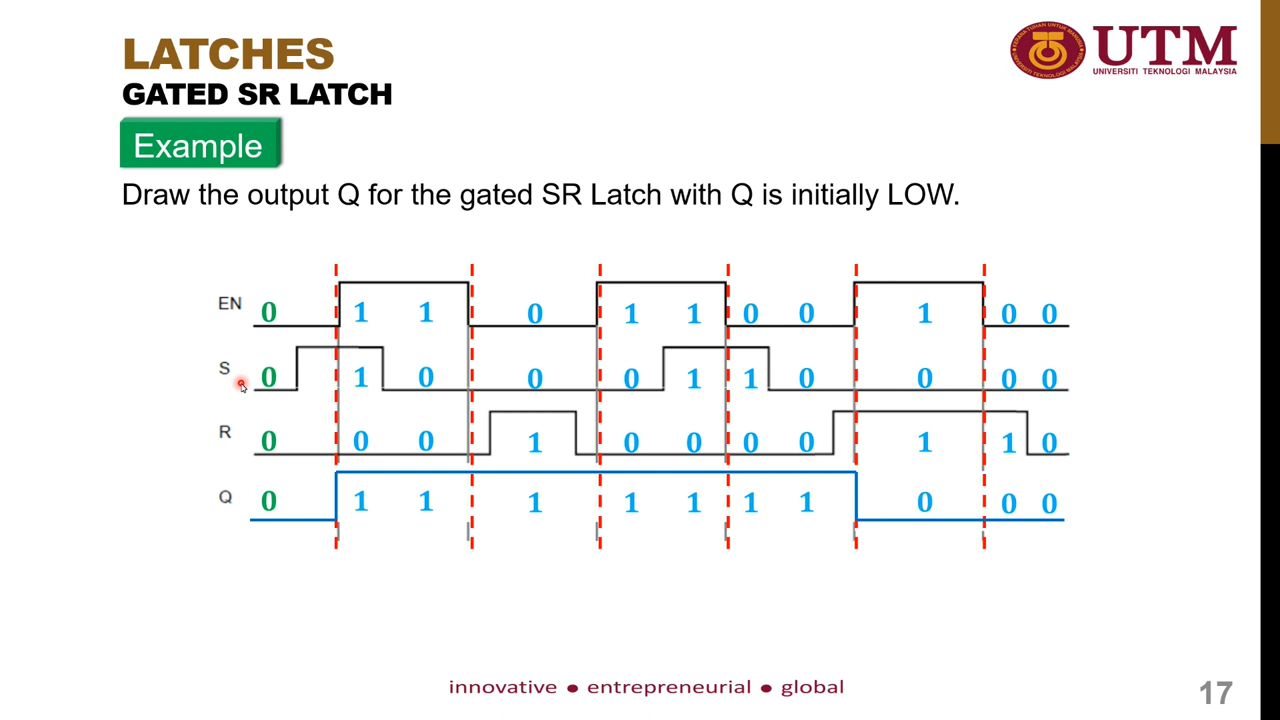 LATCHES
GATED SR LATCH
UTM
UNIVERSITI TEKNOLOGI MALAYSIA
Example
Draw the output Q for the gated SR Latch with Q is initially LOW.
EN 0 1 1 0 1 1 0 0 1 0 0
S 0 1 0 0 0 1 1 0 0 0 0
R 0 0 0 1 0 0 0 0 1 1 0
Q 0 1 1 1 1 1 1 1 0 0 0
innovative ● entrepreneurial ● global
17